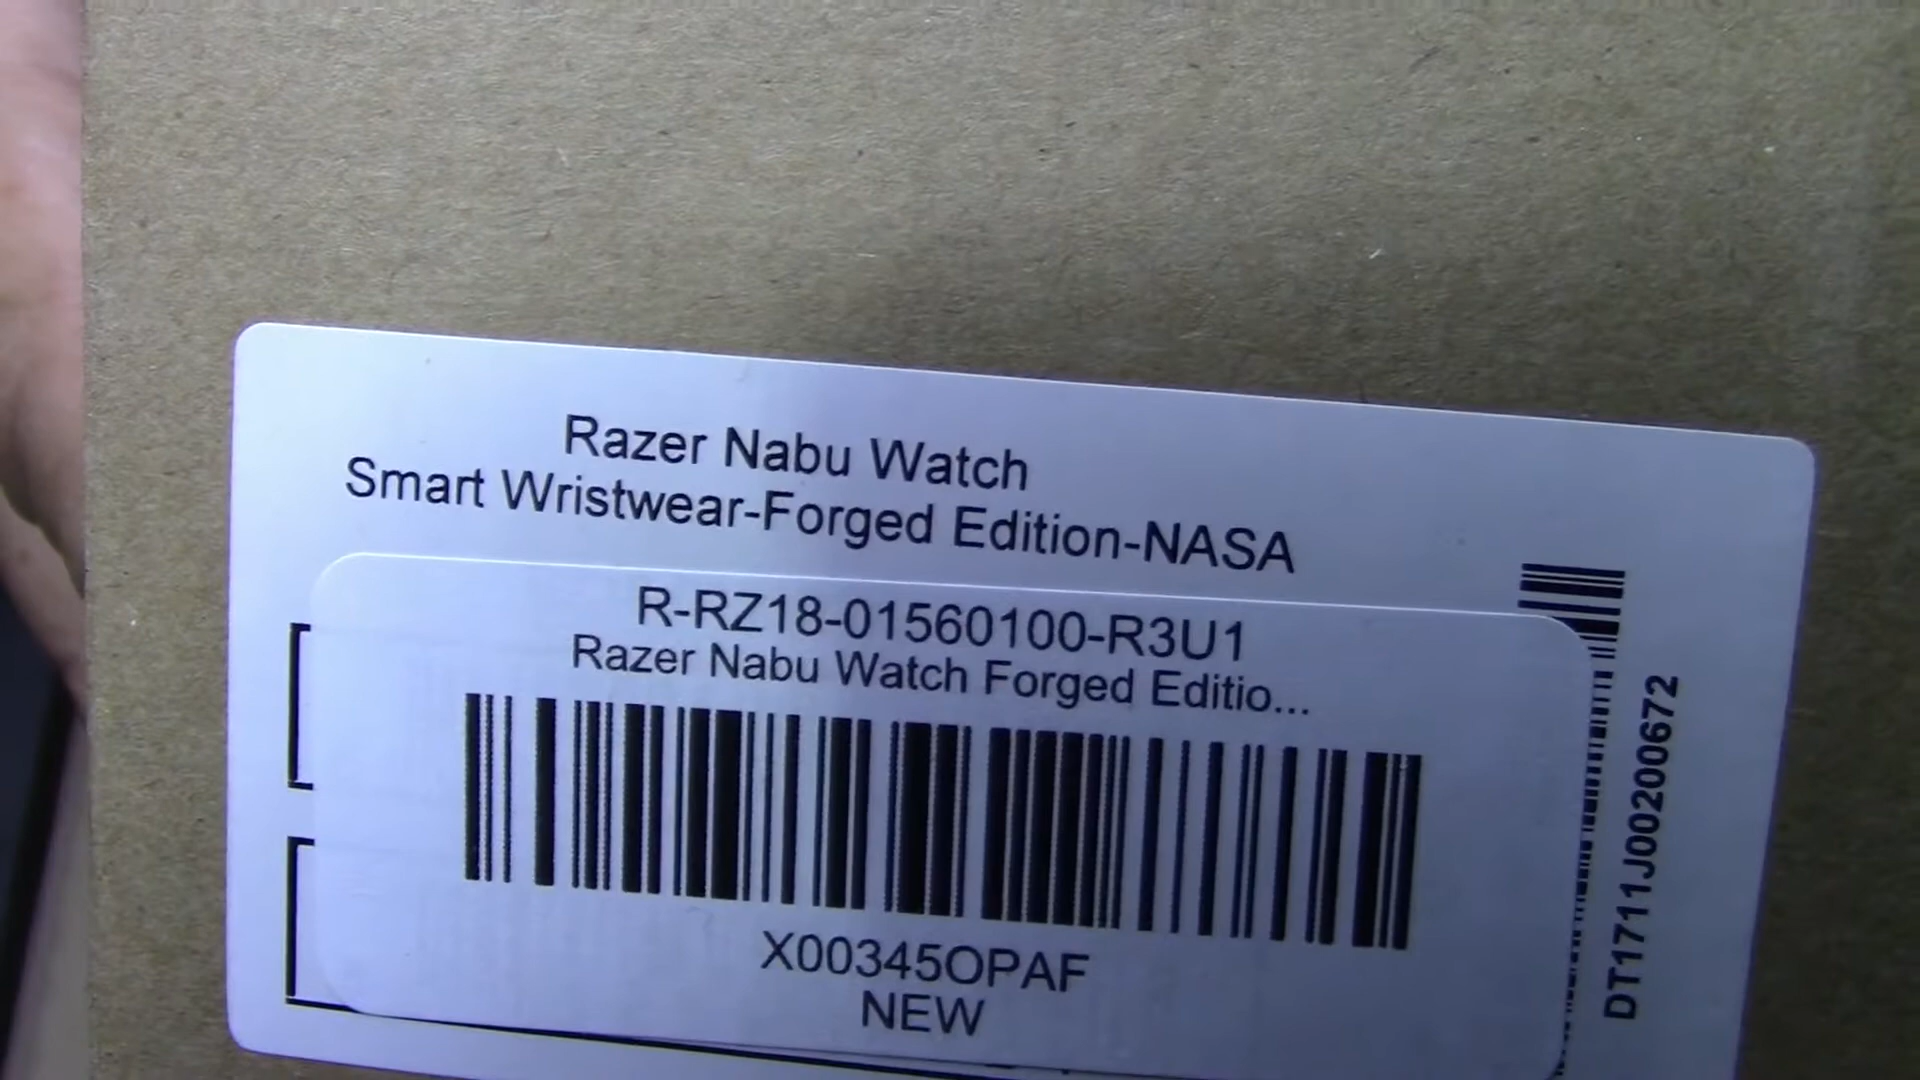 Razer Nabu Watch
Smart Wristwear-Forged Edition-NASA
R-RZ18-01560100-R3U1
Razer Nabu Watch Forged Editio...
X00345OPAF
NEW
DT1711J00200672